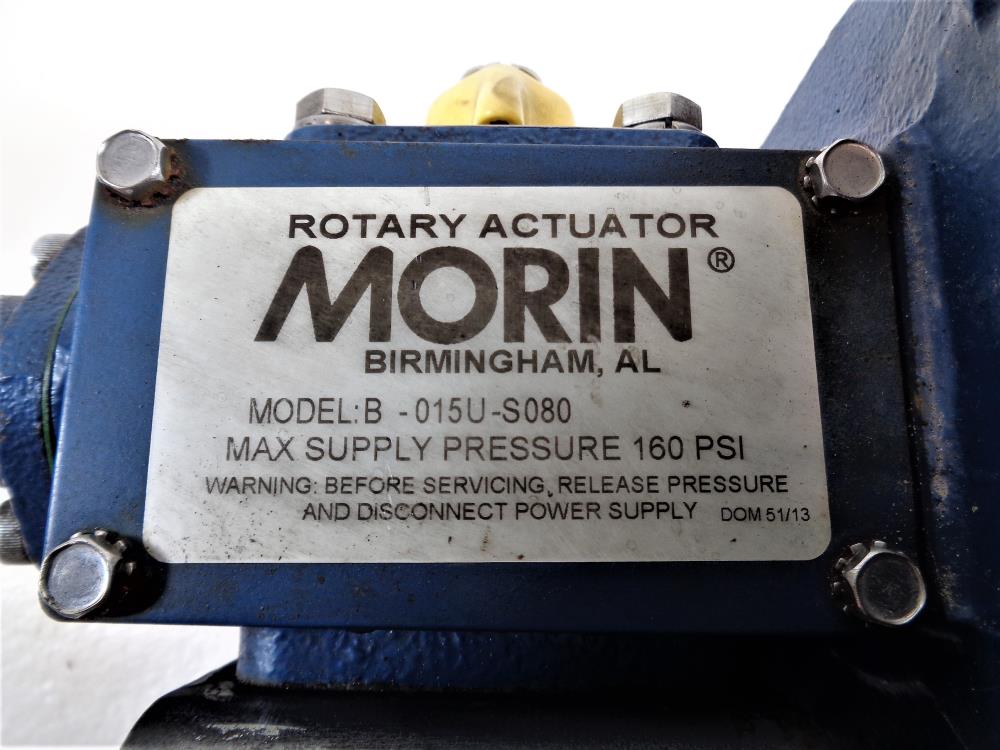 ROTARY ACTUATOR
MORIN®
BIRMINGHAM, AL
MODEL: B - 015U-S080
MAX SUPPLY PRESSURE 160 PSI
WARNING: BEFORE SERVICING, RELEASE PRESSURE
AND DISCONNECT POWER SUPPLY DOM 51/13